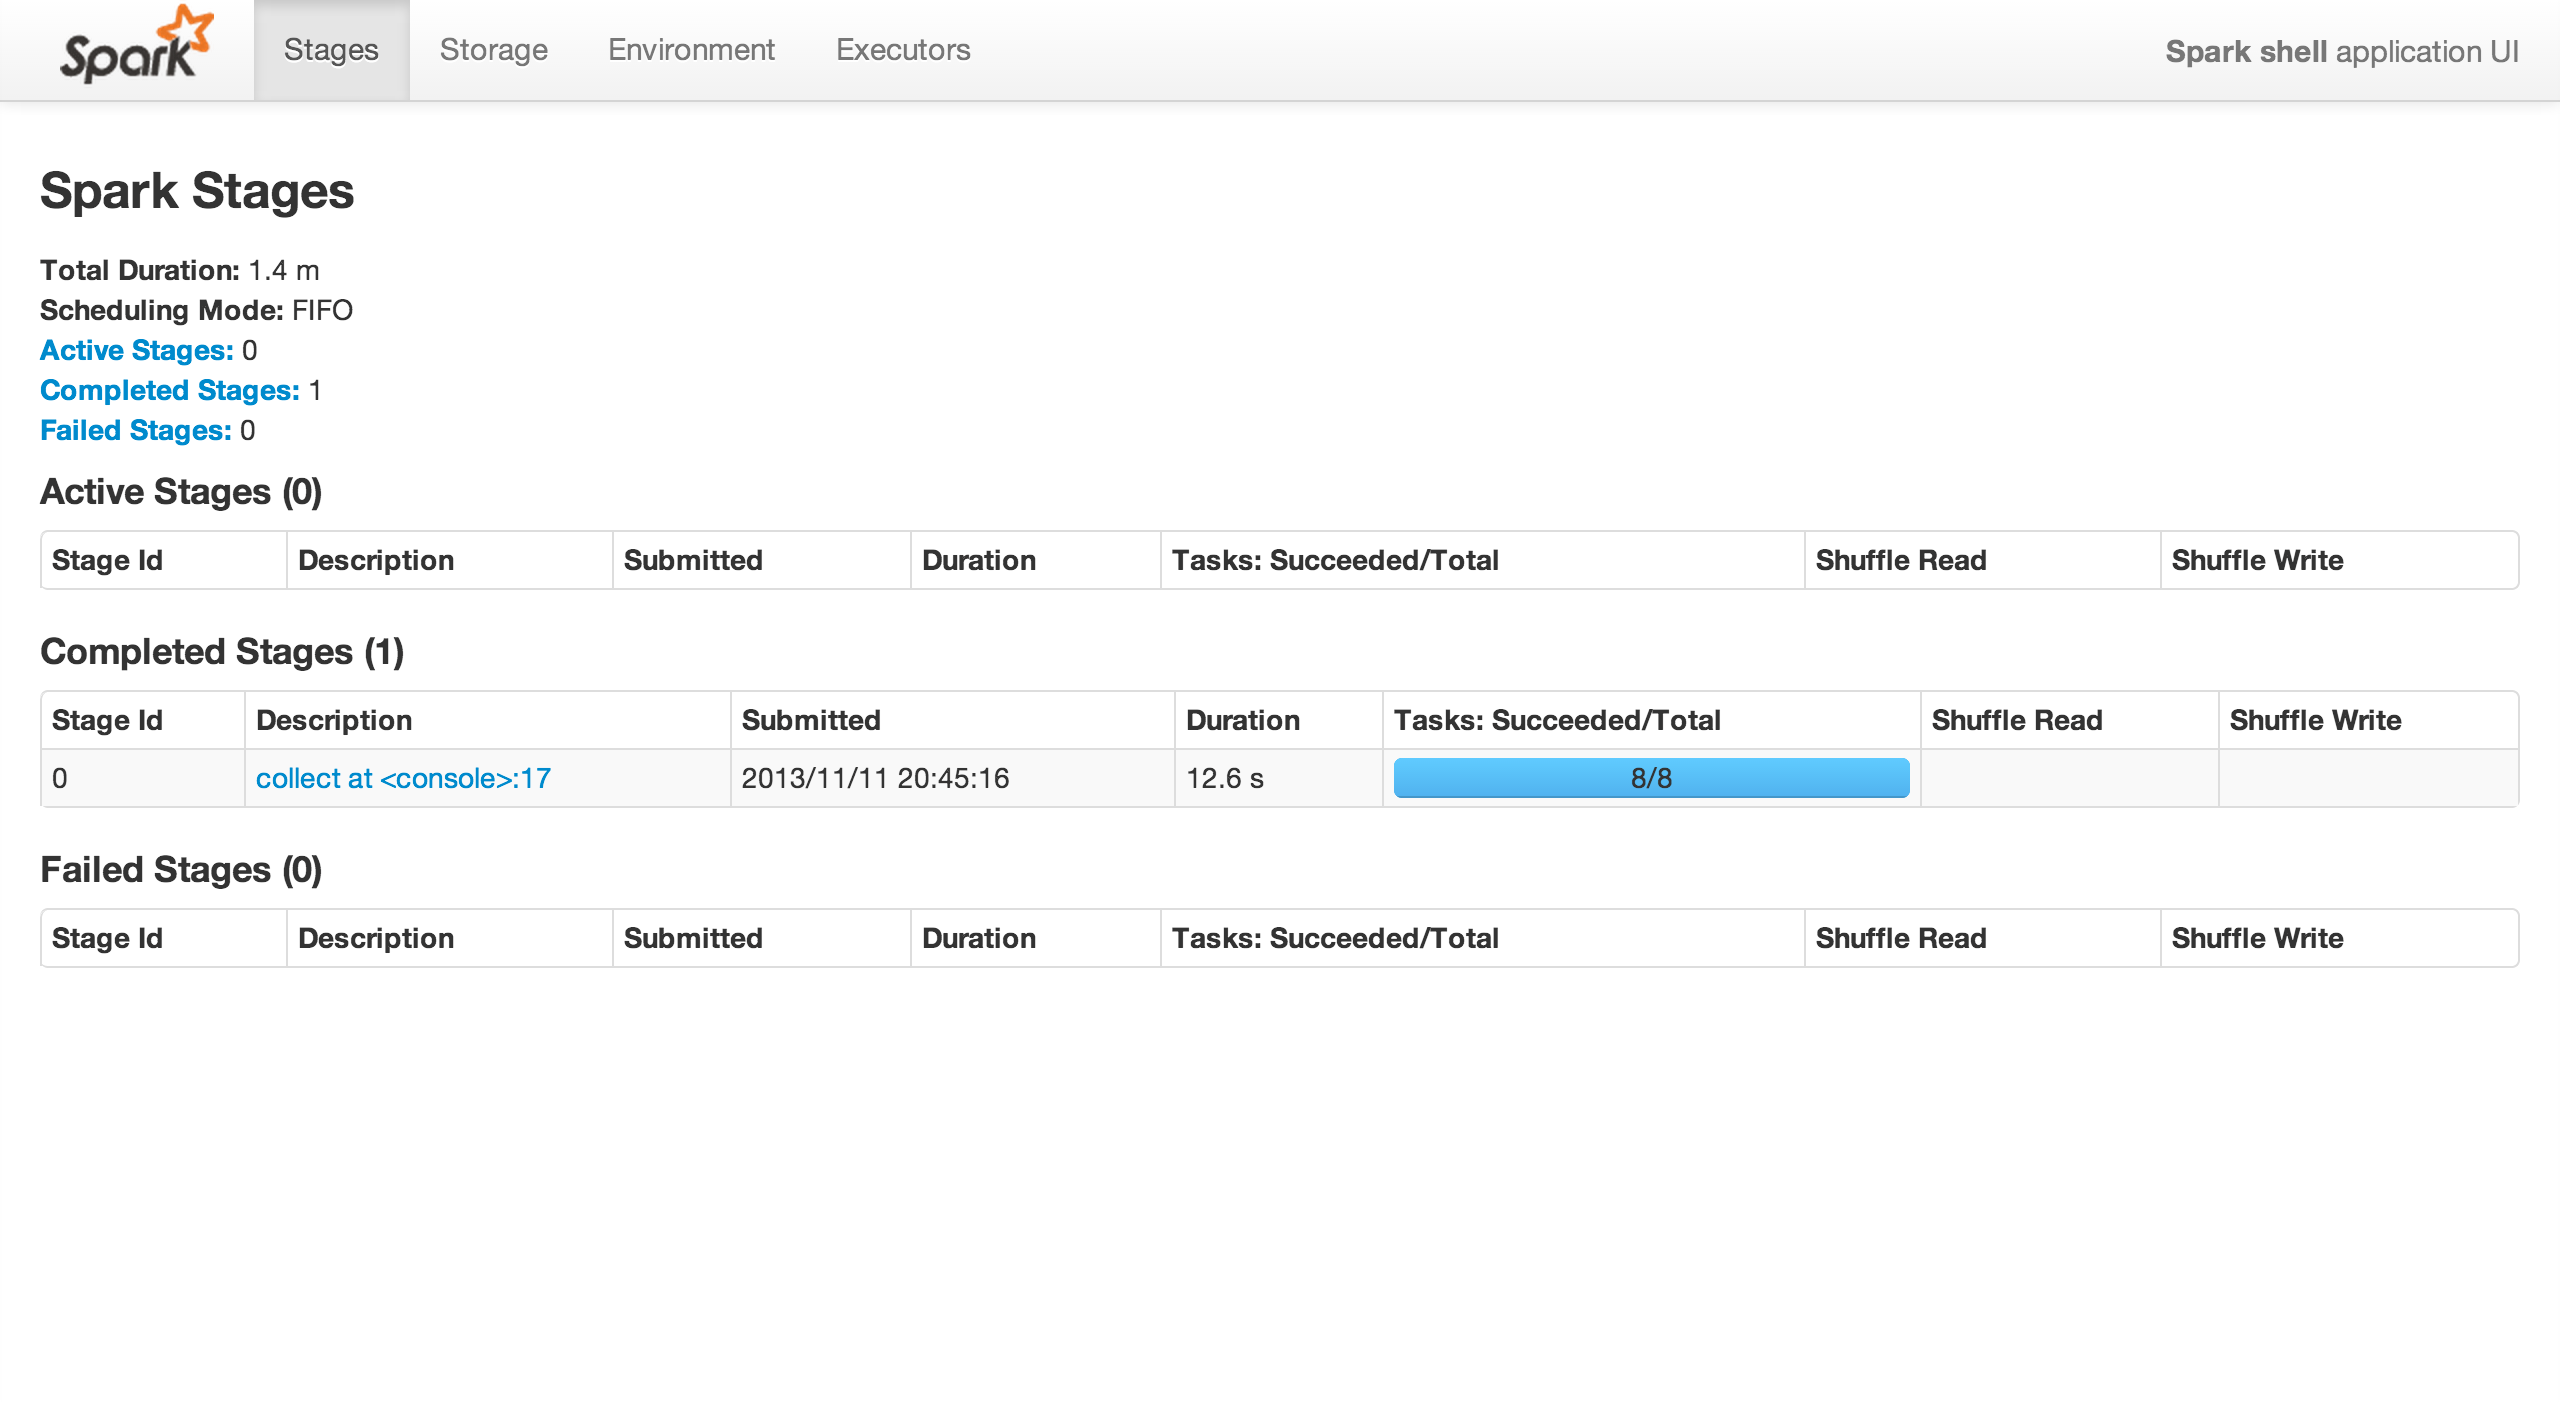 Spark Stages Storage Environment Executors Spark shell application UI
Spark Stages
Total Duration: 1.4 m
Scheduling Mode: FIFO
Active Stages: 0
Completed Stages: 1
Failed Stages: 0
Active Stages (0)
Stage Id Description Submitted Duration Tasks: Succeeded/Total Shuffle Read Shuffle Write
Completed Stages (1)
Stage Id Description Submitted Duration Tasks: Succeeded/Total Shuffle Read Shuffle Write
0 collect at <console>:17 2013/11/11 20:45:16 12.6 s 8/8
Failed Stages (0)
Stage Id Description Submitted Duration Tasks: Succeeded/Total Shuffle Read Shuffle Write